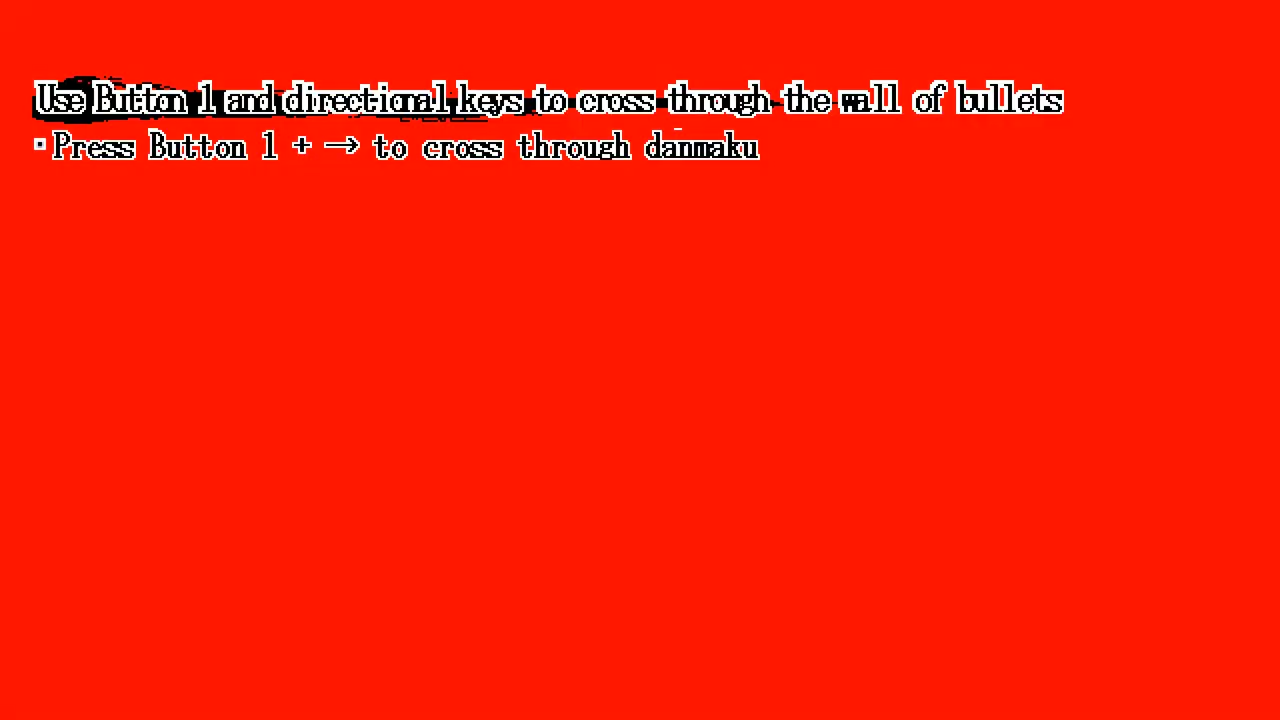 Use Button 1 and directional keys to cross through the wall of bullets
▪Press Button 1 + → to cross through danmaku